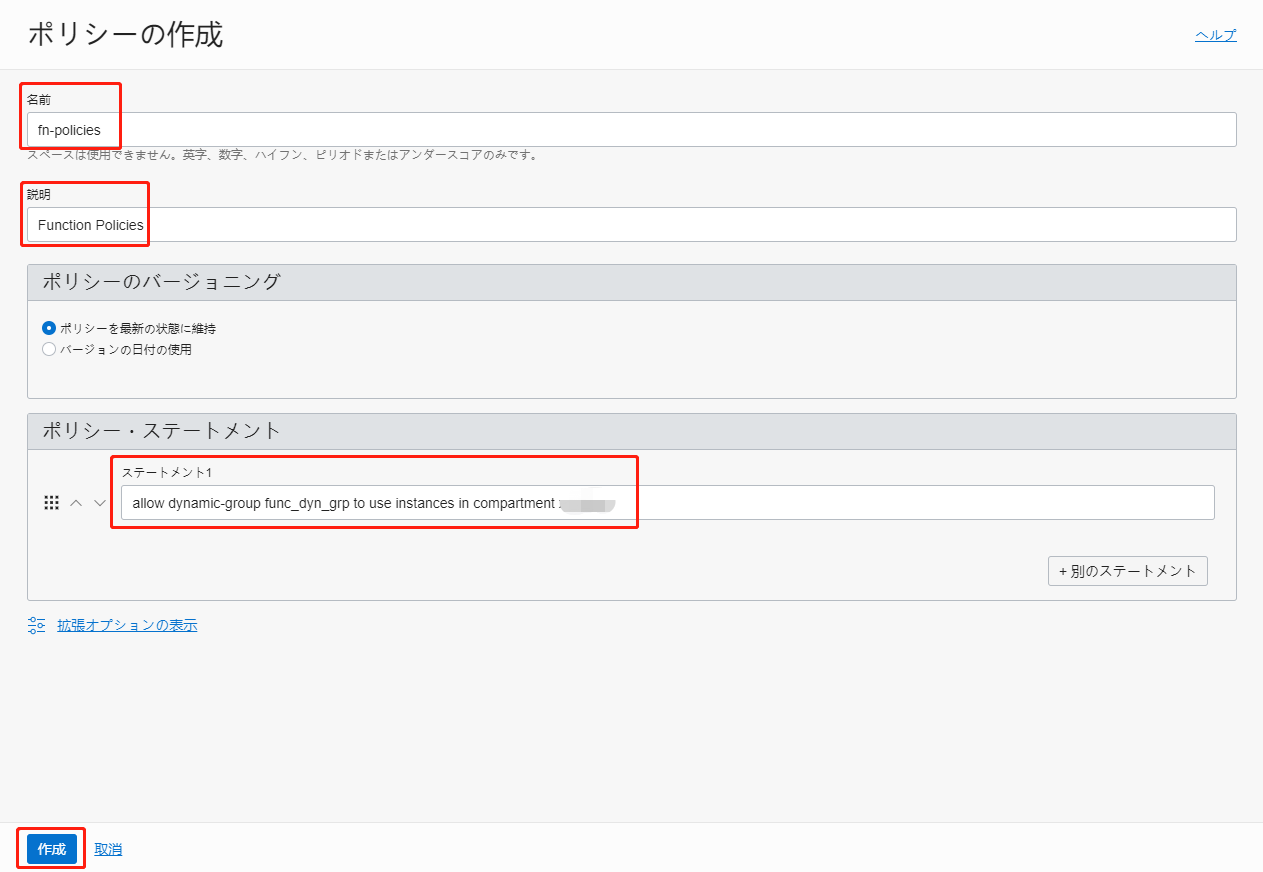 ポリシーの作成
ヘルプ
名前
fn-policies
スペースは使用できません。英字、数字、ハイフン、ピリオドまたはアンダースコアのみです。
説明
Function Policies
ポリシーのバージョニング
ポリシーを最新の状態に維持
バージョンの日付の使用
ポリシー・ステートメント
ステートメント1
allow dynamic-group func_dyn_grp to use instances in compartment
+ 別のステートメント
拡張オプションの表示
作成
取消